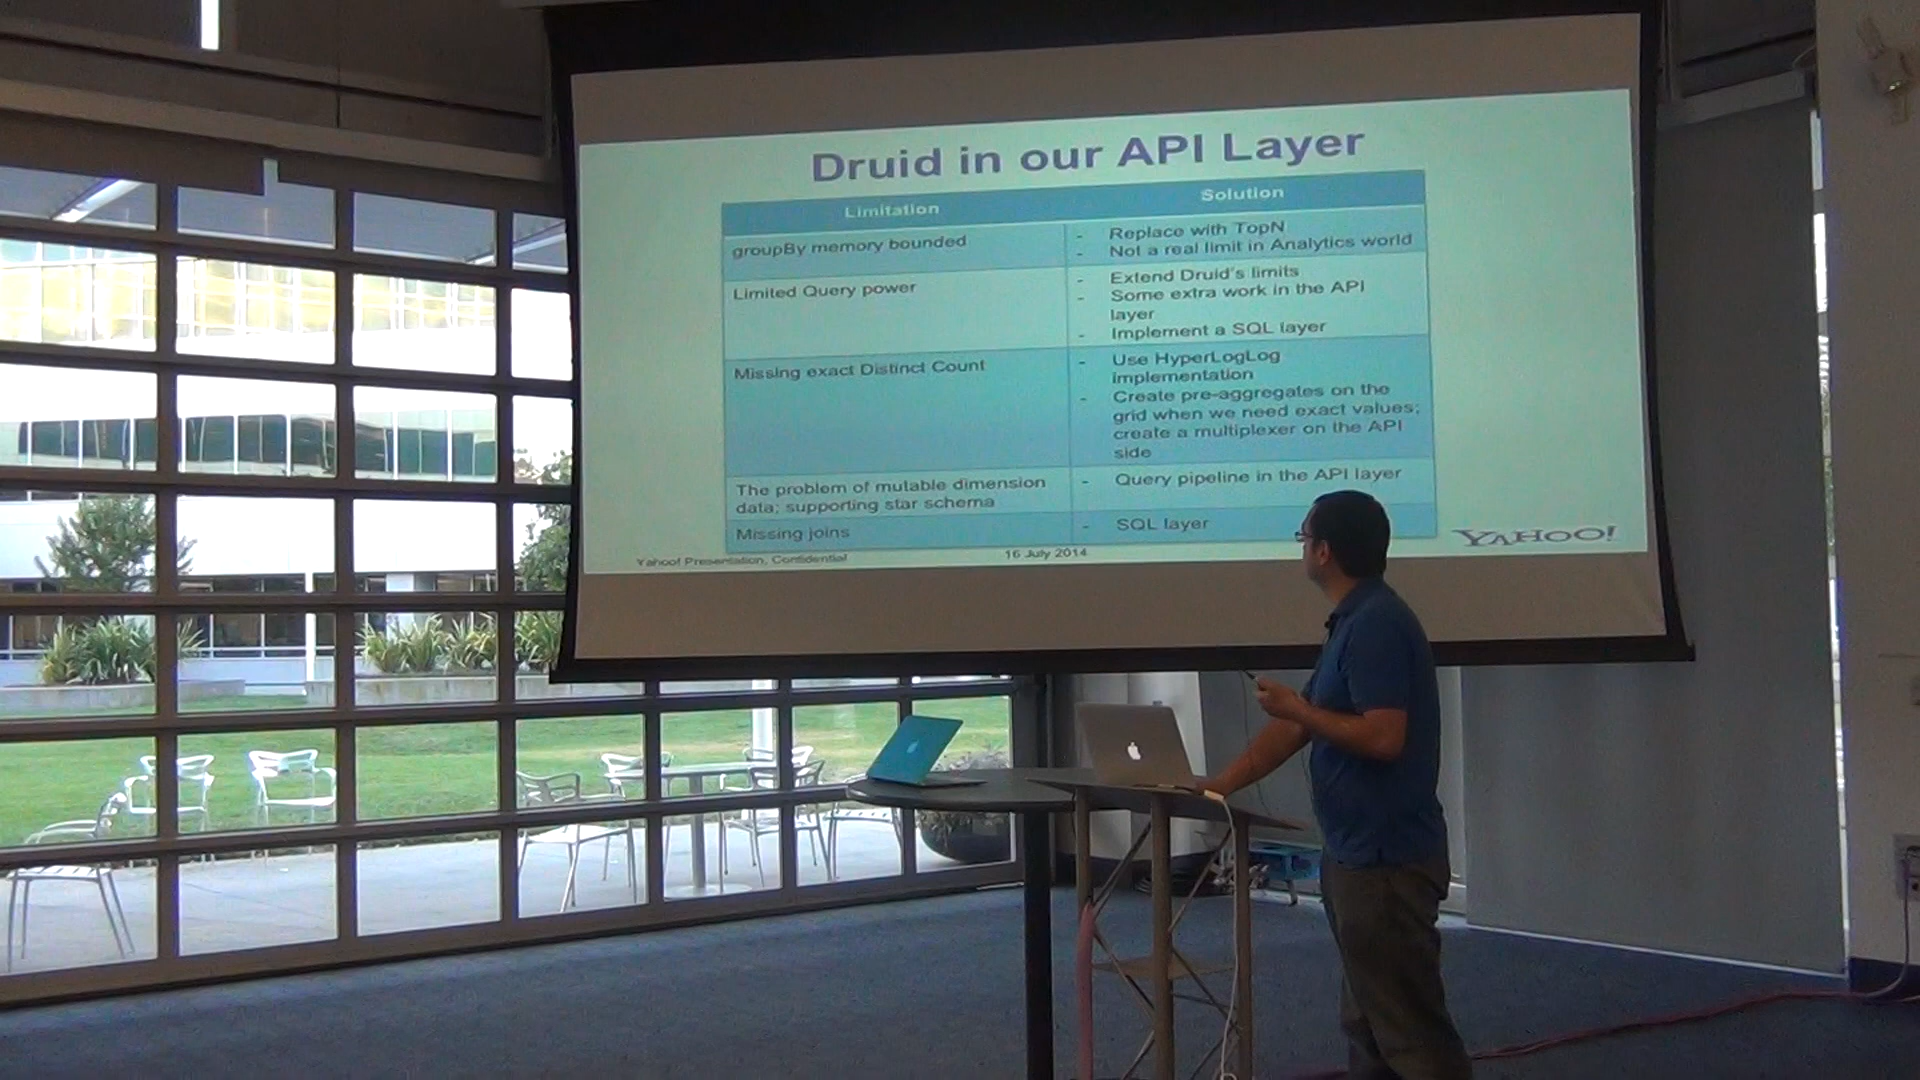 Druid in our API Layer
Limitation
Solution
groupBy memory bounded
- Replace with TopN
- Not a real limit in Analytics world
Limited Query power
- Extend Druid's limits
- Some extra work in the API
layer
- Implement a SQL layer
Missing exact Distinct Count
- Use HyperLogLog
implementation
- Create pre-aggregates on the
grid when we need exact values;
create a multiplexer on the API
side
The problem of mutable dimension
data; supporting star schema
- Query pipeline in the API layer
Missing joins
- SQL layer
Yahoo! Presentation, Confidential
16 July 2014
YAHOO!